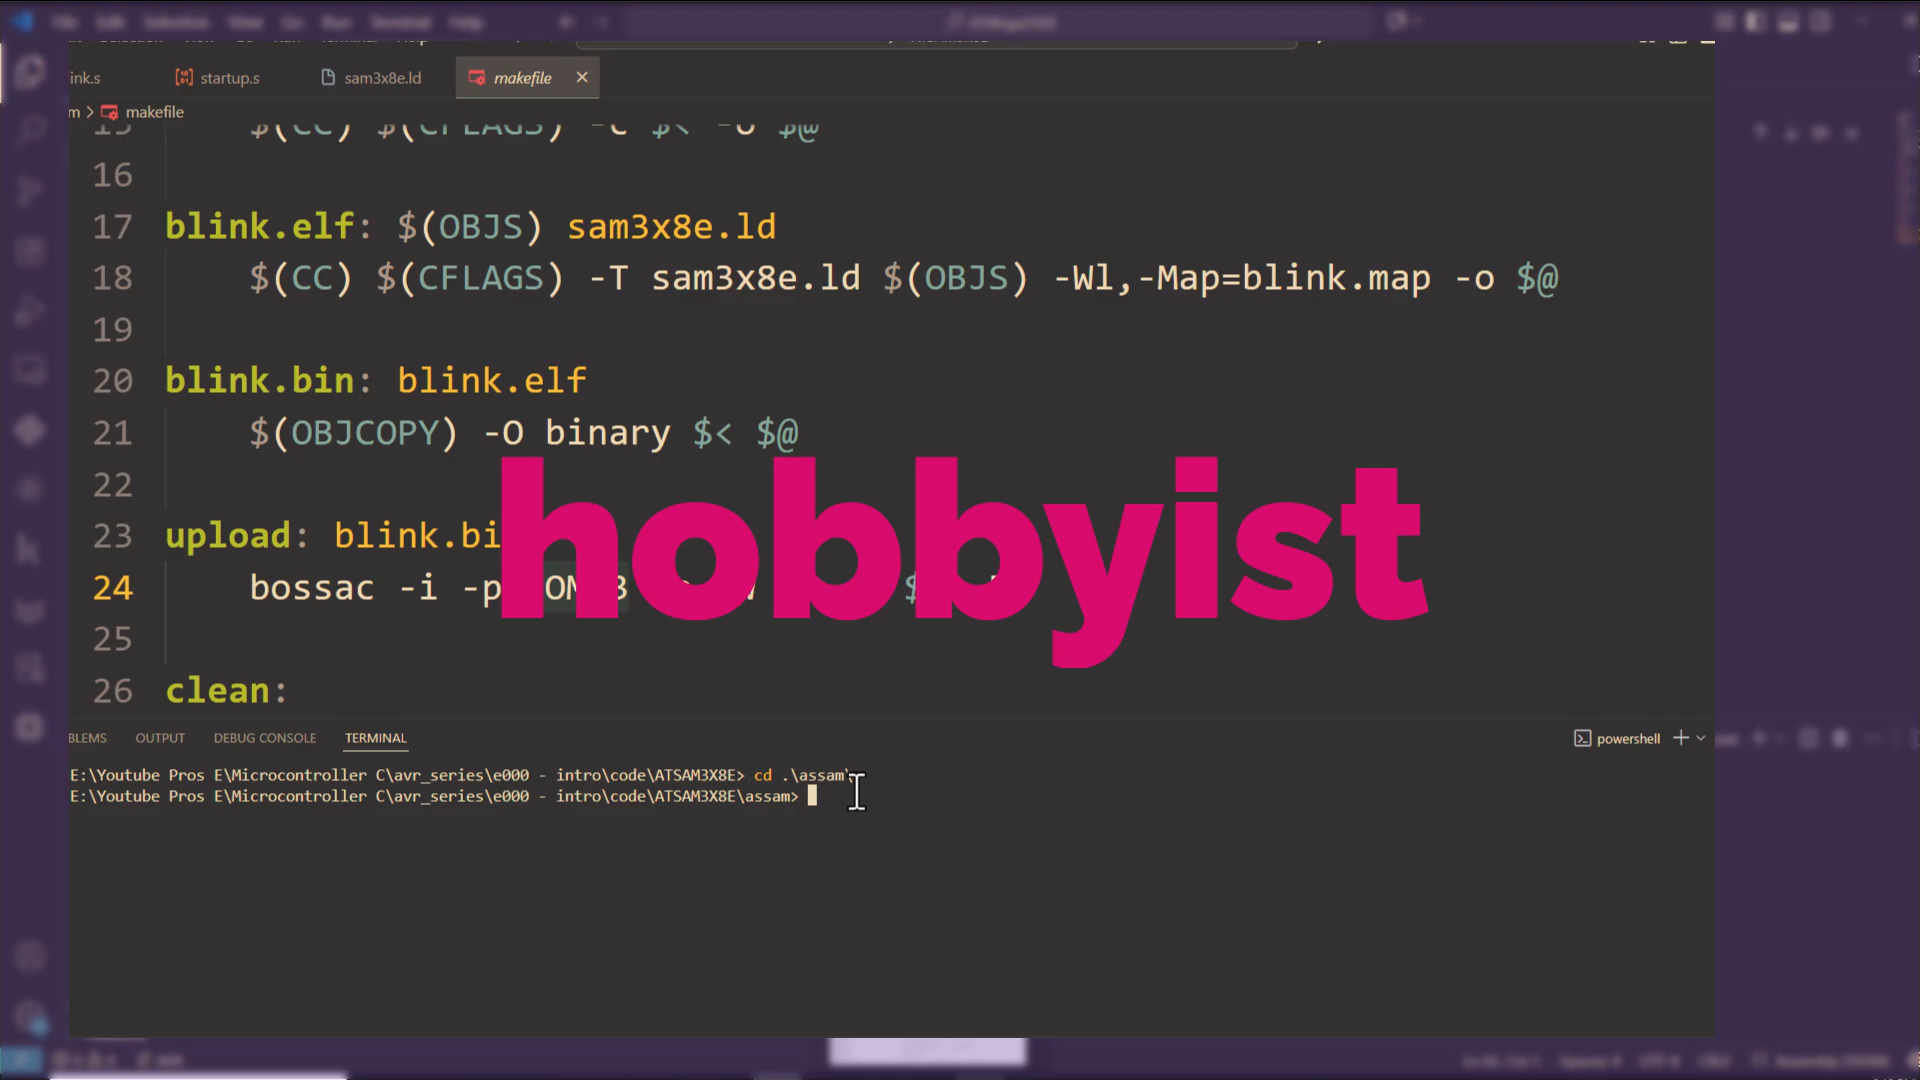 ink.s startup.s sam3x8e.ld makefile
m > makefile
15 $(CC) $(CFLAGS) -c $< -o $@
16
17 blink.elf: $(OBJS) sam3x8e.ld
18 $(CC) $(CFLAGS) -T sam3x8e.ld $(OBJS) -Wl,-Map=blink.map -o $@
19
20 blink.bin: blink.elf
21 $(OBJCOPY) -O binary $< $@
22
23 upload: blink.bi
hobbyist
24 bossac -i -p
25
26 clean:
BLEMS OUTPUT DEBUG CONSOLE TERMINAL powershell
E:\Youtube Pros E\Microcontroller C\avr_series\e000 - intro\code\ATSAM3X8E> cd .\assam\
E:\Youtube Pros E\Microcontroller C\avr_series\e000 - intro\code\ATSAM3X8E\assam>